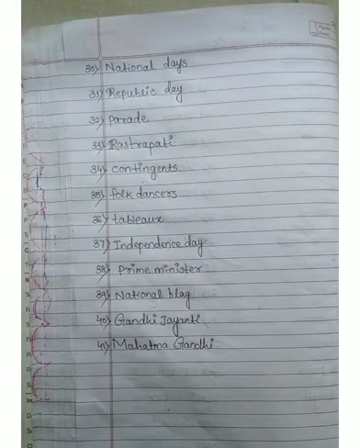 30) National days
31) Republic day
32) Parade
33) Rastrapati
34) contingents
35) folk dancers
36) tableaux
37) Independence day
38) Prime minister
39) National blag
40) Gandhi Jayanti
41) Mahatma Gandhi